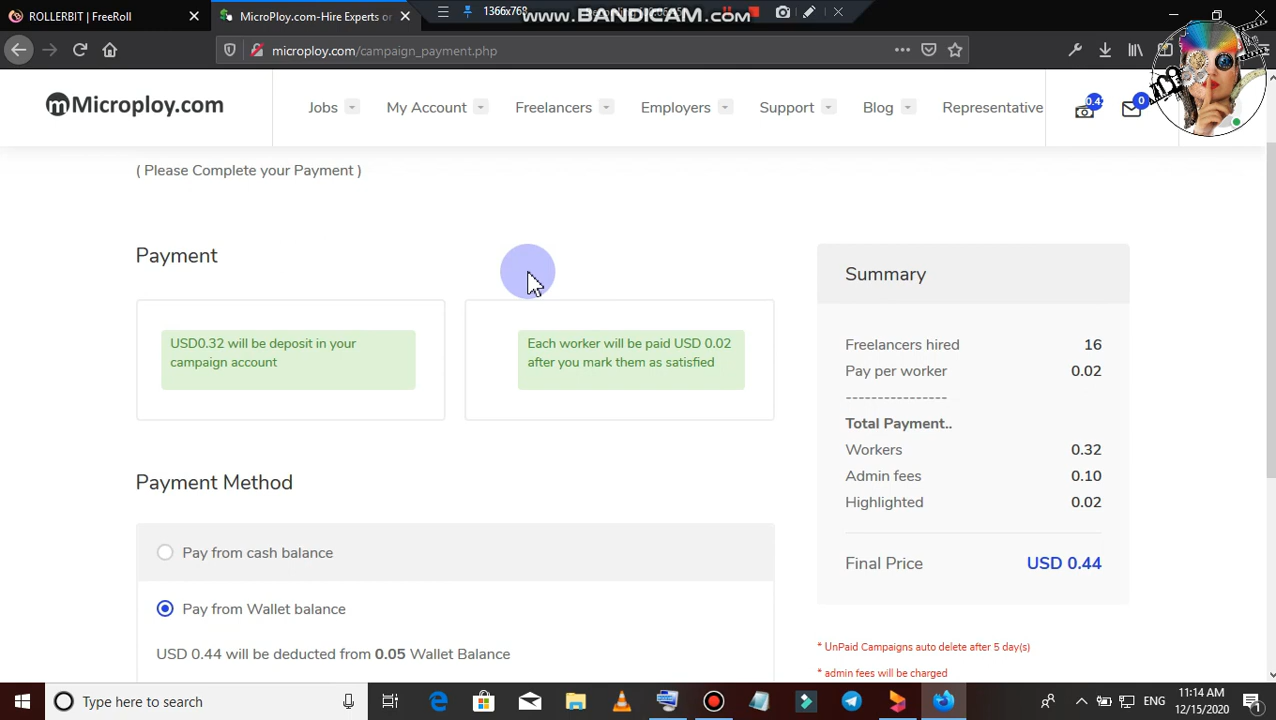 ROLLERBIT | FreeRoll
MicroPloy.com-Hire Experts or
1366x768
www.BANDICAM.com
microploy.com/campaign_payment.php
Microploy.com
Jobs
My Account
Freelancers
Employers
Support
Blog
Representative
0.4
0
( Please Complete your Payment )
Payment
USD0.32 will be deposit in your
campaign account
Each worker will be paid USD 0.02
after you mark them as satisfied
Summary
Freelancers hired 16
Pay per worker 0.02
----------------
Total Payment..
Workers 0.32
Admin fees 0.10
Highlighted 0.02
Final Price USD 0.44
Payment Method
Pay from cash balance
Pay from Wallet balance
USD 0.44 will be deducted from 0.05 Wallet Balance
* UnPaid Campaigns auto delete after 5 day(s)
* admin fees will be charged
Type here to search
ENG
11:14 AM
12/15/2020
1